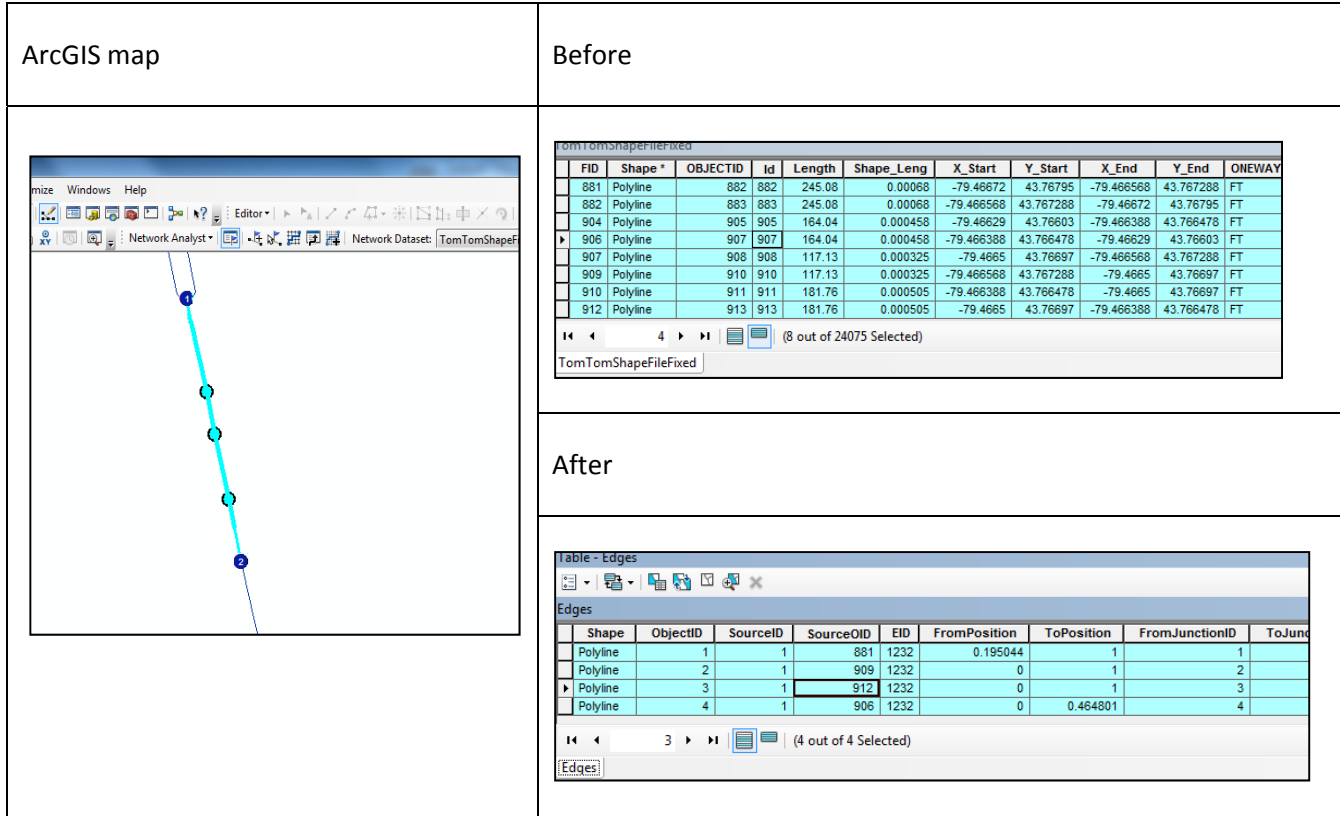 ArcGIS map
Before
mize Windows Help
Editor
Network Analyst Network Dataset: TomTomShapeF
1
2
TomTomShapeFileFixed
FID Shape * OBJECTID Id Length Shape_Leng X_Start Y_Start X_End Y_End ONEWAY
881 Polyline 882 882 245.08 0.00068 -79.46672 43.76795 -79.466568 43.767288 FT
882 Polyline 883 883 245.08 0.00068 -79.466568 43.767288 -79.46672 43.76795 FT
904 Polyline 905 905 164.04 0.000458 -79.46629 43.76603 -79.466388 43.766478 FT
906 Polyline 907 907 164.04 0.000458 -79.466388 43.766478 -79.46629 43.76603 FT
907 Polyline 908 908 117.13 0.000325 -79.4665 43.76697 -79.466568 43.767288 FT
909 Polyline 910 910 117.13 0.000325 -79.466568 43.767288 -79.4665 43.76697 FT
910 Polyline 911 911 181.76 0.000505 -79.466388 43.766478 -79.4665 43.76697 FT
912 Polyline 913 913 181.76 0.000505 -79.4665 43.76697 -79.466388 43.766478 FT
4 (8 out of 24075 Selected)
TomTomShapeFileFixed
After
Table - Edges
Edges
Shape ObjectID SourceID SourceOID EID FromPosition ToPosition FromJunctionID ToJunc
Polyline 1 1 881 1232 0.195044 1 1
Polyline 2 1 909 1232 0 1 2
Polyline 3 1 912 1232 0 1 3
Polyline 4 1 906 1232 0 0.464801 4
3 (4 out of 4 Selected)
Edges